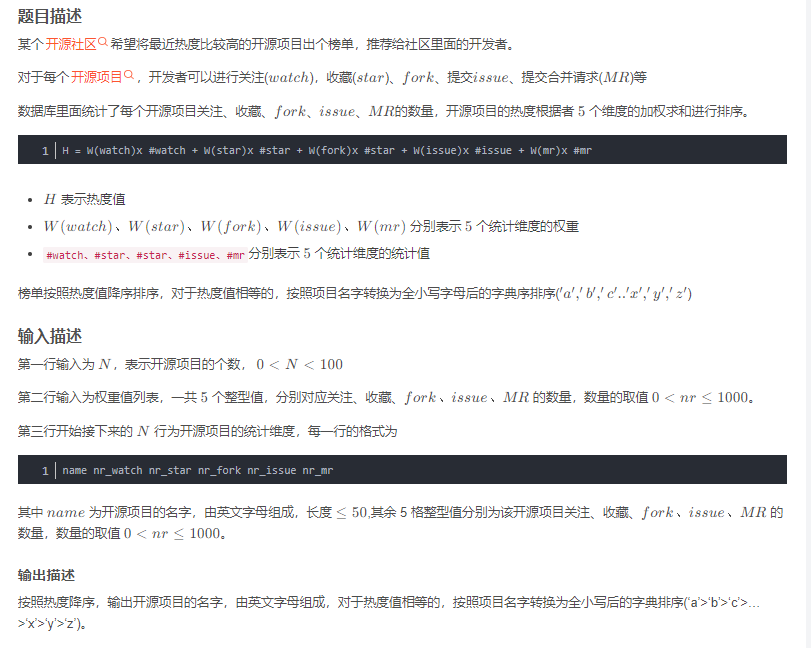 题目描述
某个开源社区希望将最近热度比较高的开源项目出个榜单，推荐给社区里面的开发者。
对于每个开源项目，开发者可以进行关注(watch)，收藏(star)、fork、提交issue、提交合并请求(MR)等
数据库里面统计了每个开源项目关注、收藏、fork、issue、MR的数量，开源项目的热度根据者 5 个维度的加权求和进行排序。
1 H = W(watch)x #watch + W(star)x #star + W(fork)x #star + W(issue)x #issue + W(mr)x #mr
• H 表示热度值
• W(watch)、W(star)、W(fork)、W(issue)、W(mr) 分别表示 5 个统计维度的权重
• #watch、#star、#star、#issue、#mr 分别表示 5 个统计维度的统计值
榜单按照热度值降序排序，对于热度值相等的，按照项目名字转换为全小写字母后的字典序排序('a',' b',' c'..'x',' y',' z')
输入描述
第一行输入为 N ，表示开源项目的个数， 0 < N < 100
第二行输入为权重值列表，一共 5 个整型值，分别对应关注、收藏、fork、issue、MR 的数量，数量的取值 0 < nr ≤ 1000。
第三行开始接下来的 N 行为开源项目的统计维度，每一行的格式为
1 name nr_watch nr_star nr_fork nr_issue nr_mr
其中 name 为开源项目的名字，由英文字母组成，长度 ≤ 50,其余 5 格整型值分别为该开源项目关注、收藏、fork、issue、MR 的
数量，数量的取值 0 < nr ≤ 1000。
输出描述
按照热度降序，输出开源项目的名字，由英文字母组成，对于热度值相等的，按照项目名字转换为全小写后的字典排序('a'>'b'>'c'>…
>'x'>'y'>'z')。